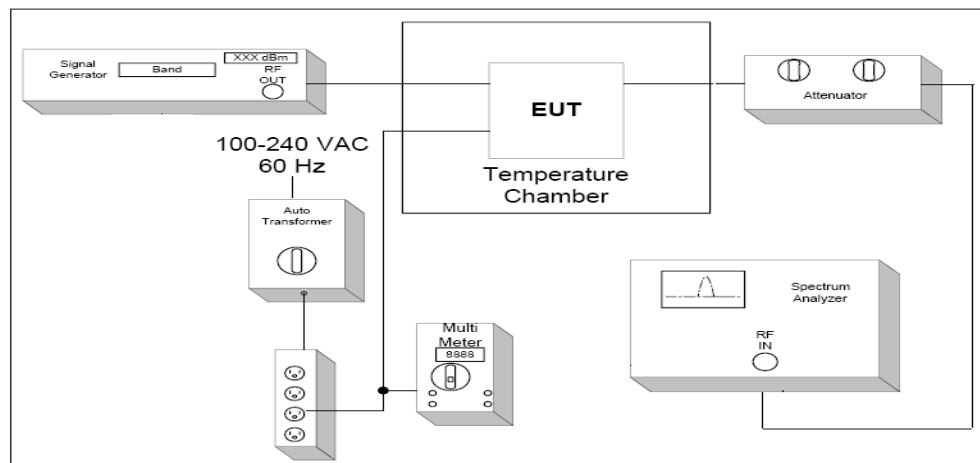 Signal
Generator
Band
XXX dBm
RF
OUT
EUT
Temperature
Chamber
Attenuator
100-240 VAC
60 Hz
Auto
Transformer
Multi
Meter
8888
Spectrum
Analyzer
RF
IN